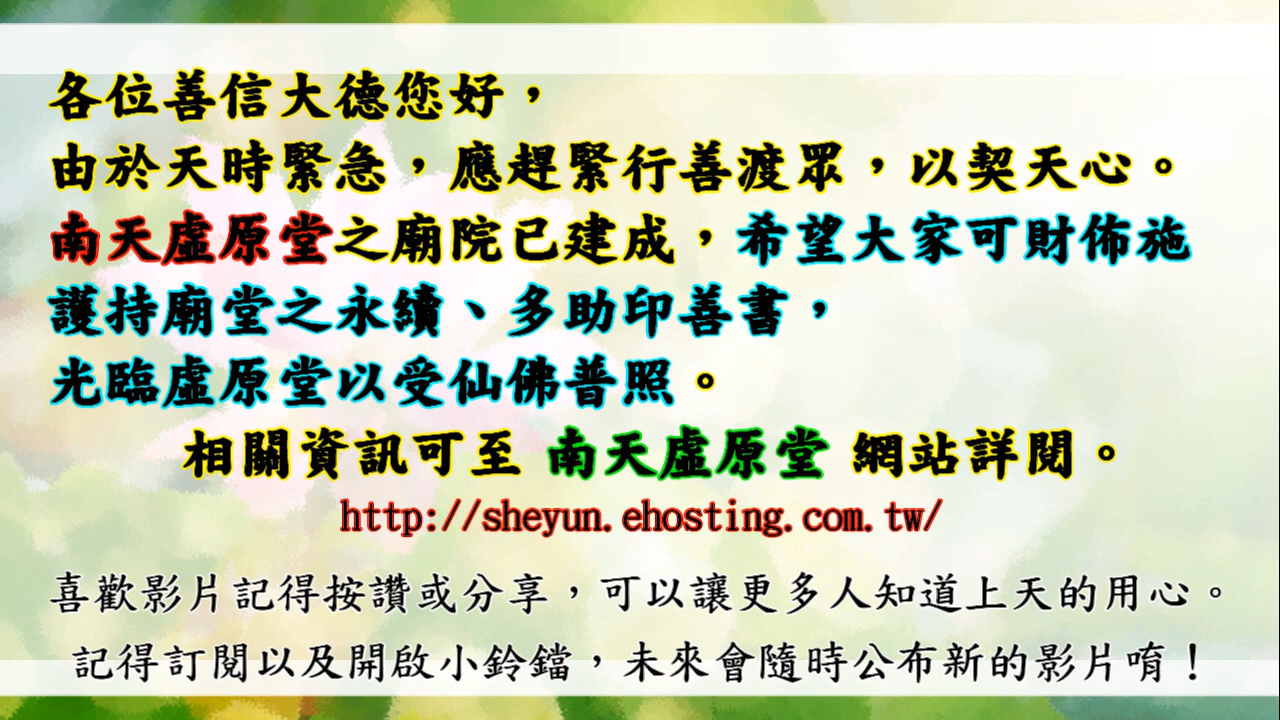 各位善信大德您好，
由於天時緊急，應趕緊行善渡眾，以契天心。
南天虛原堂之廟院已建成，希望大家可財佈施
護持廟堂之永續、多助印善書，
光臨虛原堂以受仙佛普照。
相關資訊可至 南天虛原堂 網站詳閱。
http://sheyun.ehosting.com.tw/
喜歡影片記得按讚或分享，可以讓更多人知道上天的用心。
記得訂閱以及開啟小鈴鐺，未來會隨時公布新的影片唷！